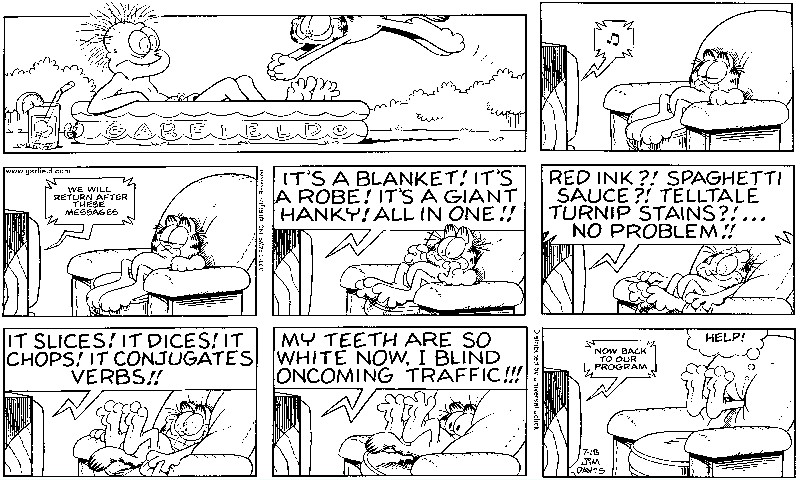 GARFIELD
www.garfield.com
WE WILL
RETURN AFTER
THESE
MESSAGES
IT'S A BLANKET! IT'S
A ROBE! IT'S A GIANT
HANKY! ALL IN ONE!!
RED INK?! SPAGHETTI
SAUCE?! TELLTALE
TURNIP STAINS?!...
NO PROBLEM!!
IT SLICES! IT DICES! IT
CHOPS! IT CONJUGATES
VERBS!!
MY TEETH ARE SO
WHITE NOW, I BLIND
ONCOMING TRAFFIC!!!
HELP!
NOW BACK
TO OUR
PROGRAM
7-18
JIM
DAVIS